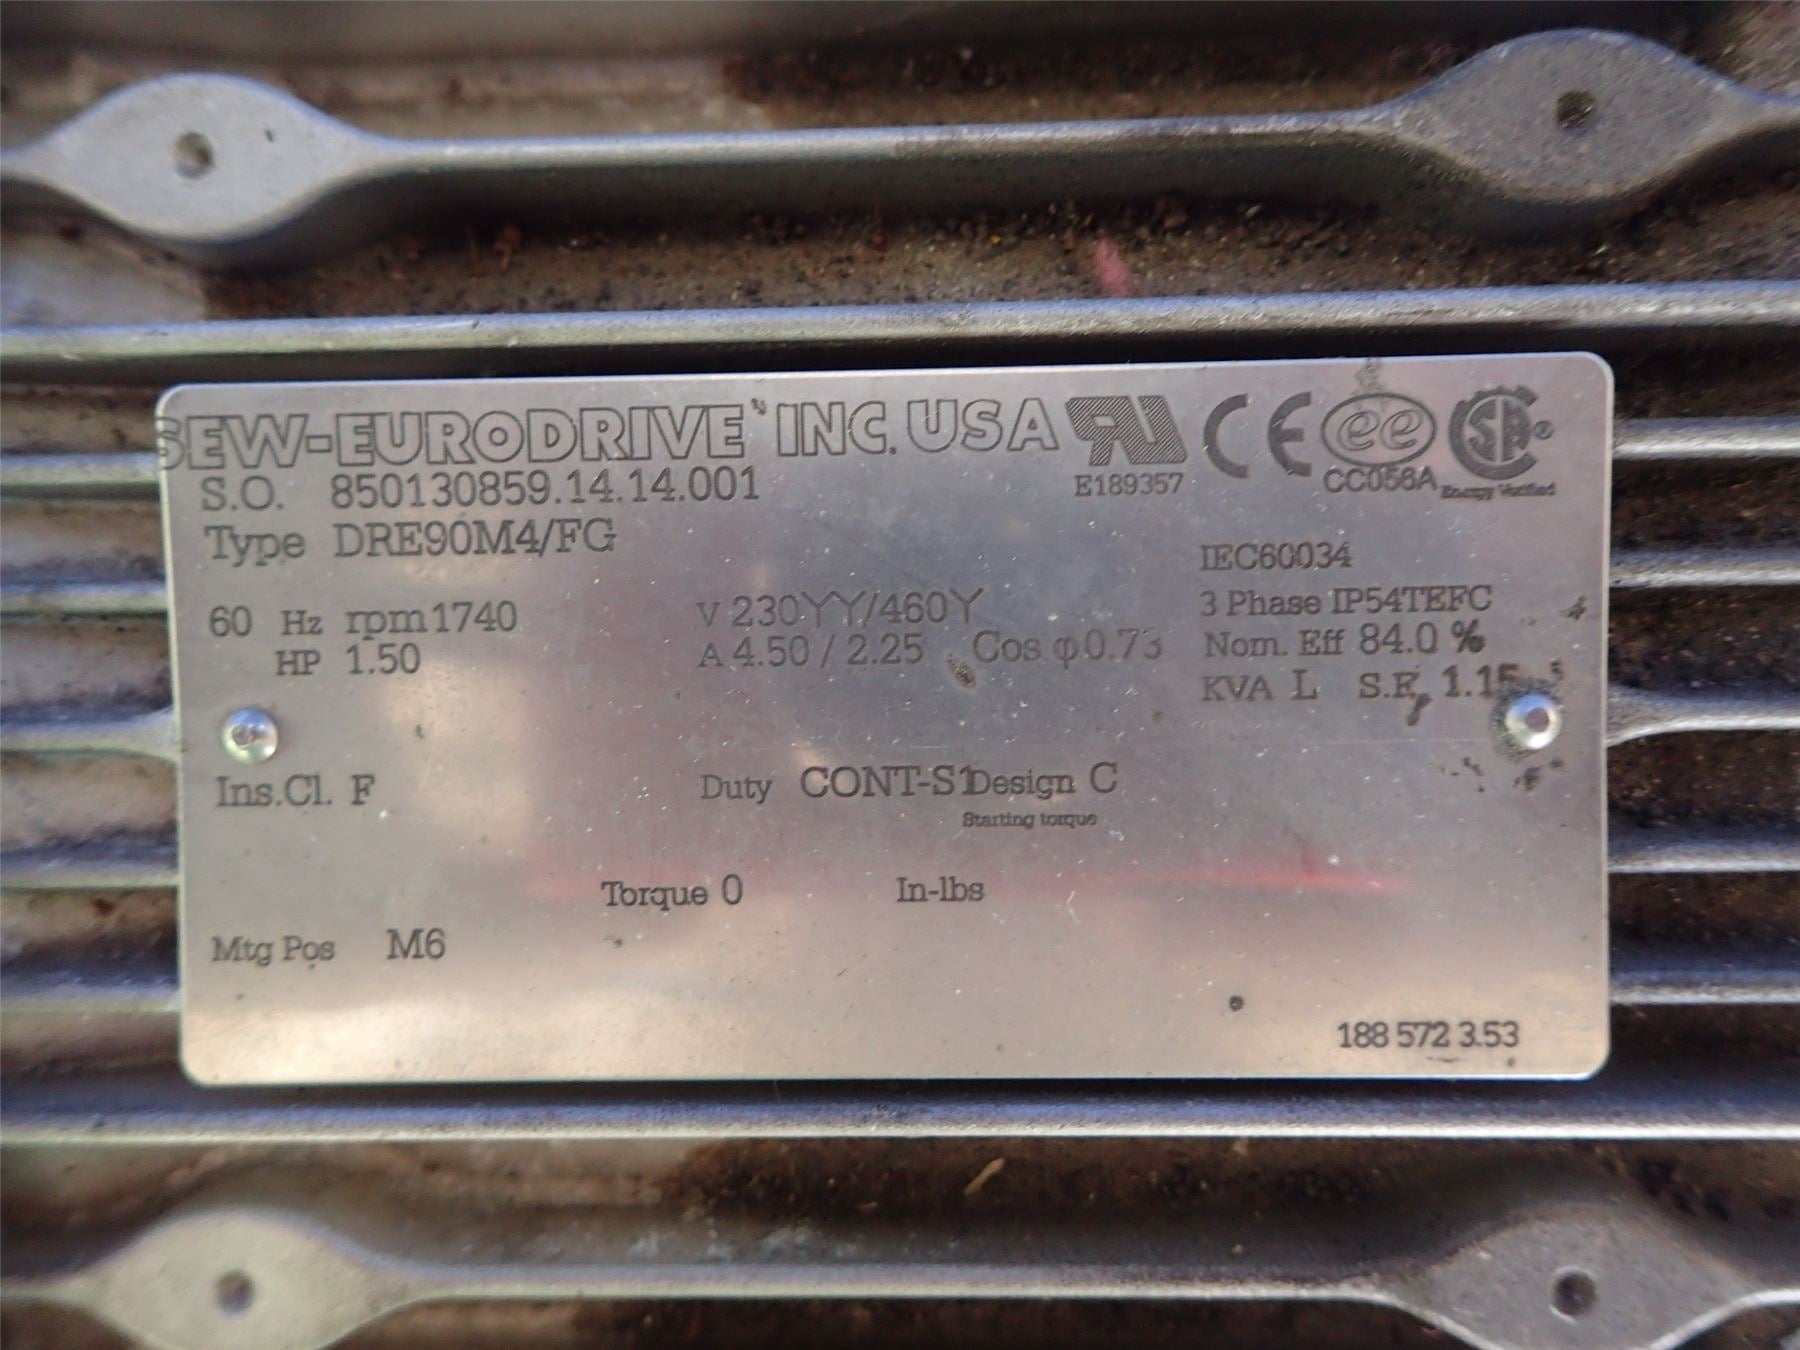 SEW-EURODRIVE INC. USA
E189357 CC056A Energy Verified
S.O. 850130859.14.14.001
Type DRE90M4/FG
IEC60034
60 Hz rpm 1740 V 230YY/460Y 3 Phase IP54TEFC
HP 1.50 A 4.50 / 2.25 Cos φ 0.73 Nom. Eff 84.0 %
KVA L S.F. 1.15
Ins.Cl. F Duty CONT-S1 Design C
Starting torque
Torque 0 In-lbs
Mtg Pos M6
188 572 3.53